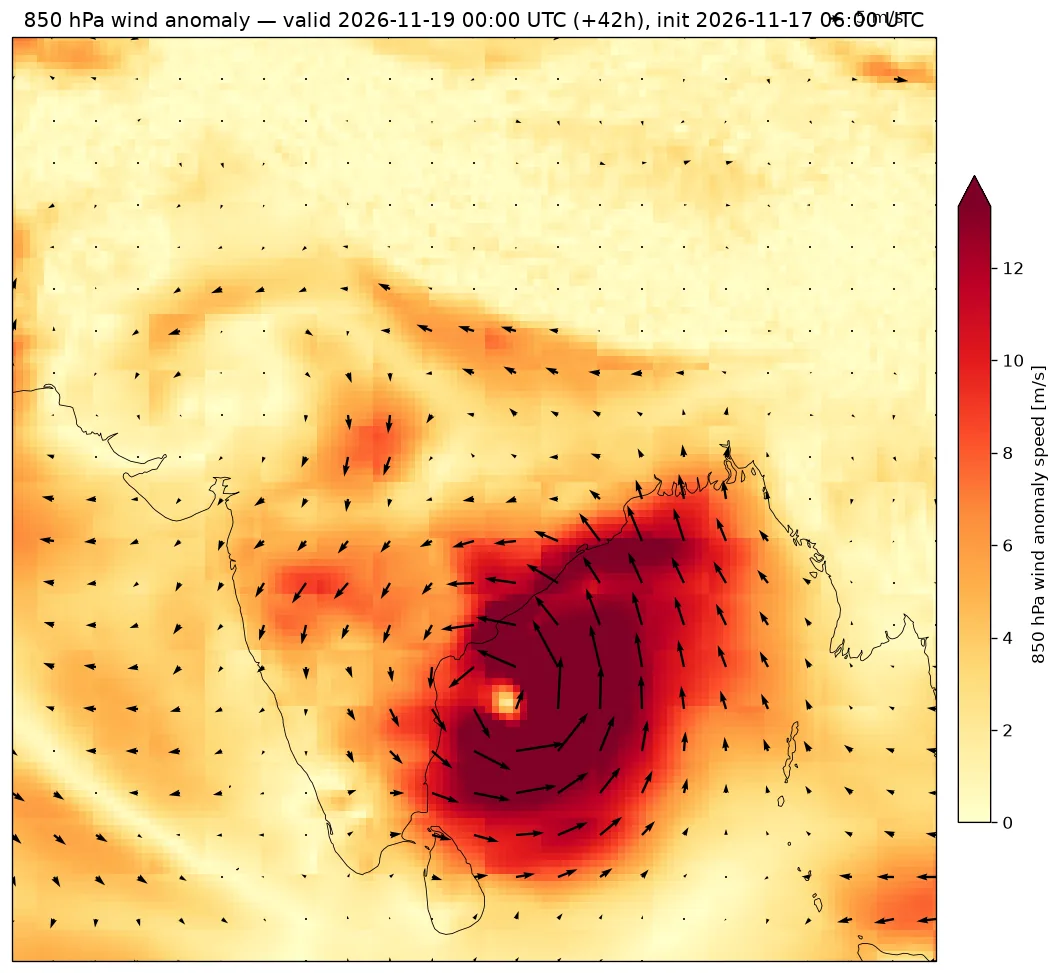 850 hPa wind anomaly — valid 2026-11-19 00:00 UTC (+42h), init 2026-11-17 06:00 UTC
5 m/s
12
10
8
6
4
2
0
850 hPa wind anomaly speed [m/s]